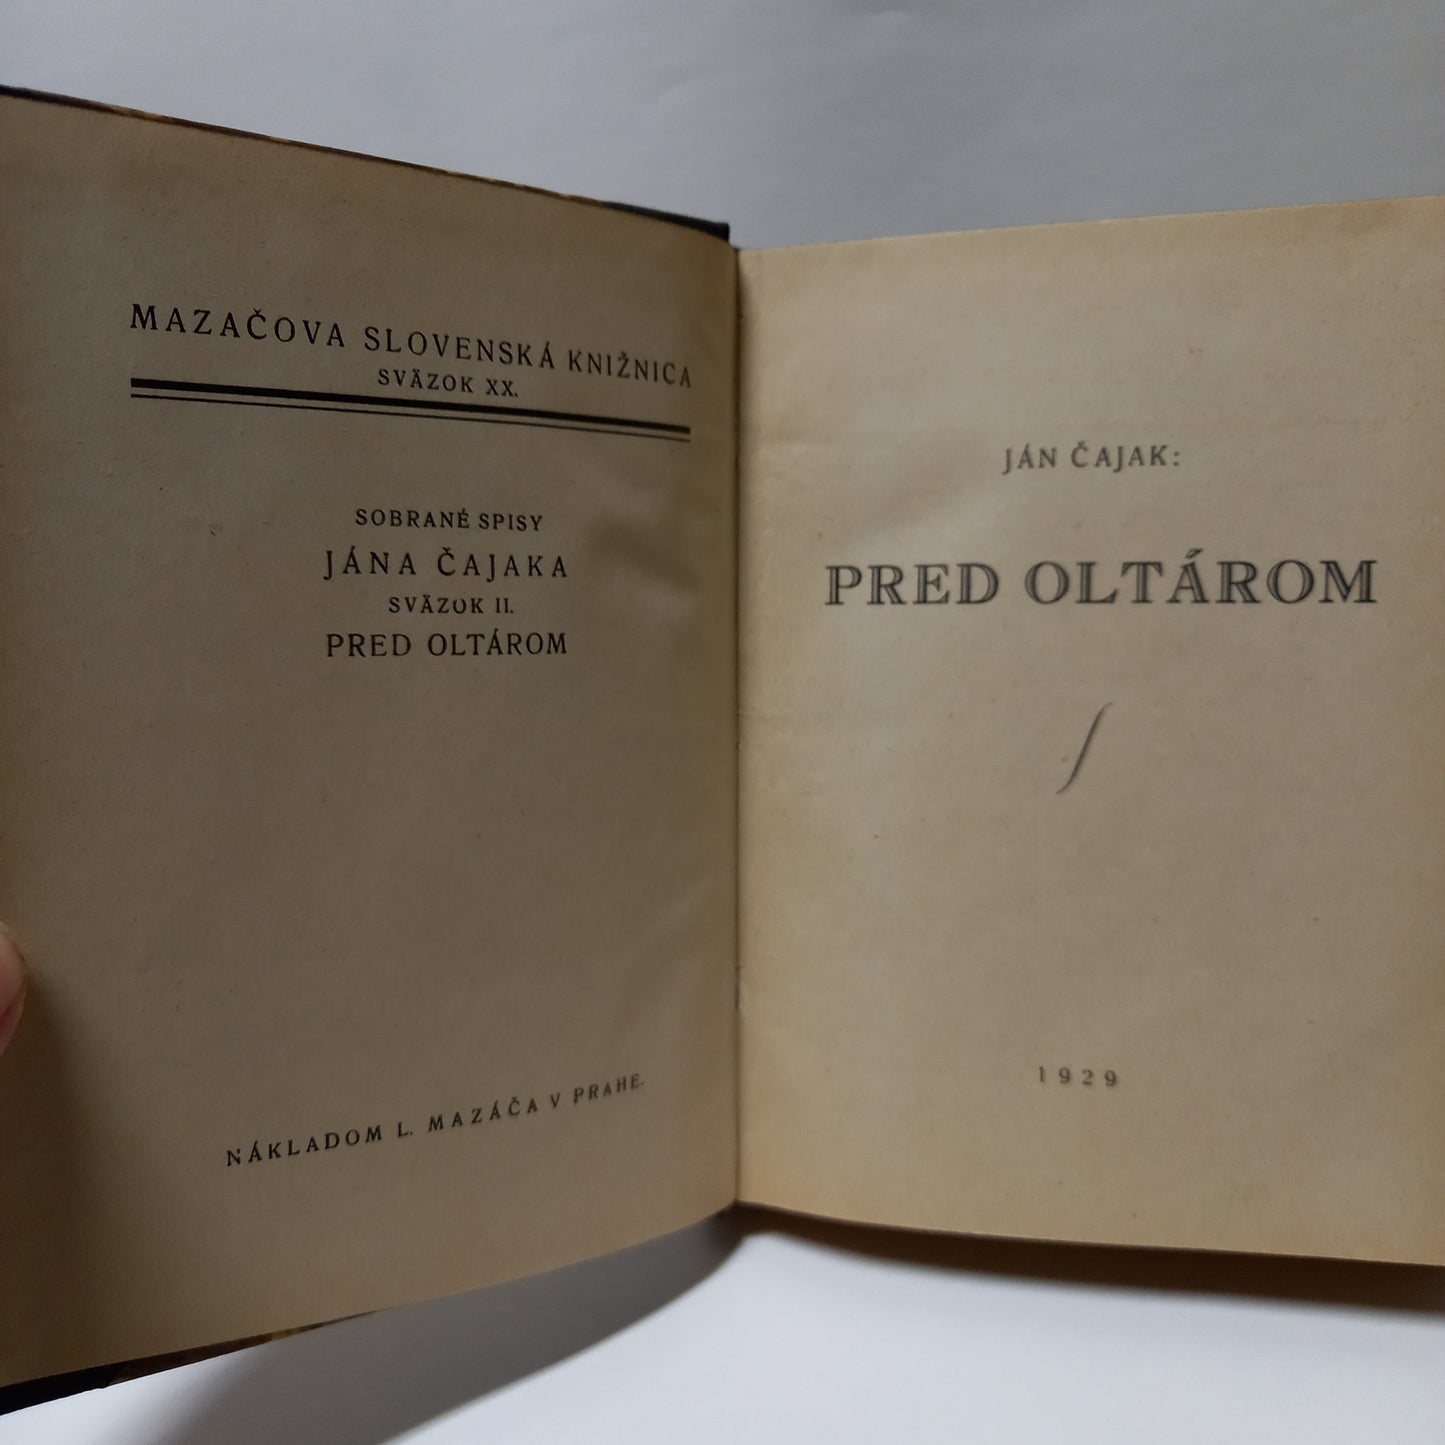 MAZAČOVA SLOVENSKÁ KNIŽNICA
SVÄZOK XX.
SOBRANÉ SPISY
JÁNA ČAJAKA
SVÄZOK II.
PRED OLTÁROM
NÁKLADOM L. MAZÁČA V PRAHE.
JÁN ČAJAK:
PRED OLTÁROM
1929